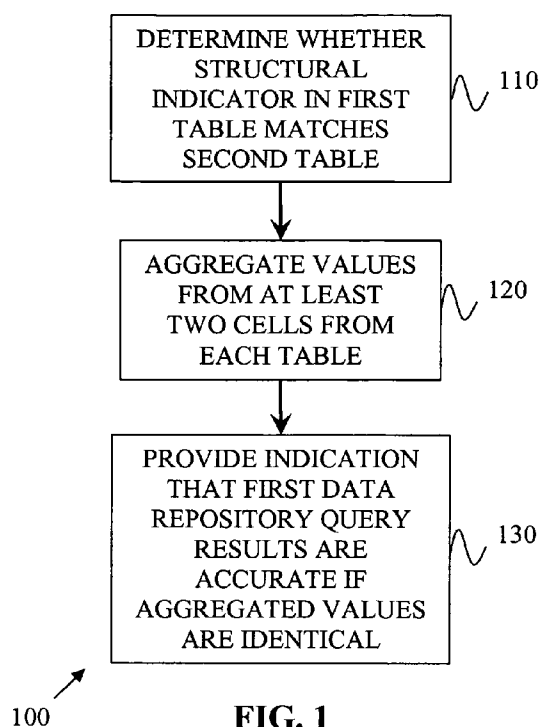 DETERMINE WHETHER
STRUCTURAL
INDICATOR IN FIRST
TABLE MATCHES
SECOND TABLE
110
AGGREGATE VALUES
FROM AT LEAST
TWO CELLS FROM
EACH TABLE
120
PROVIDE INDICATION
THAT FIRST DATA
REPOSITORY QUERY
RESULTS ARE
ACCURATE IF
AGGREGATED VALUES
ARE IDENTICAL
130
100
FIG. 1